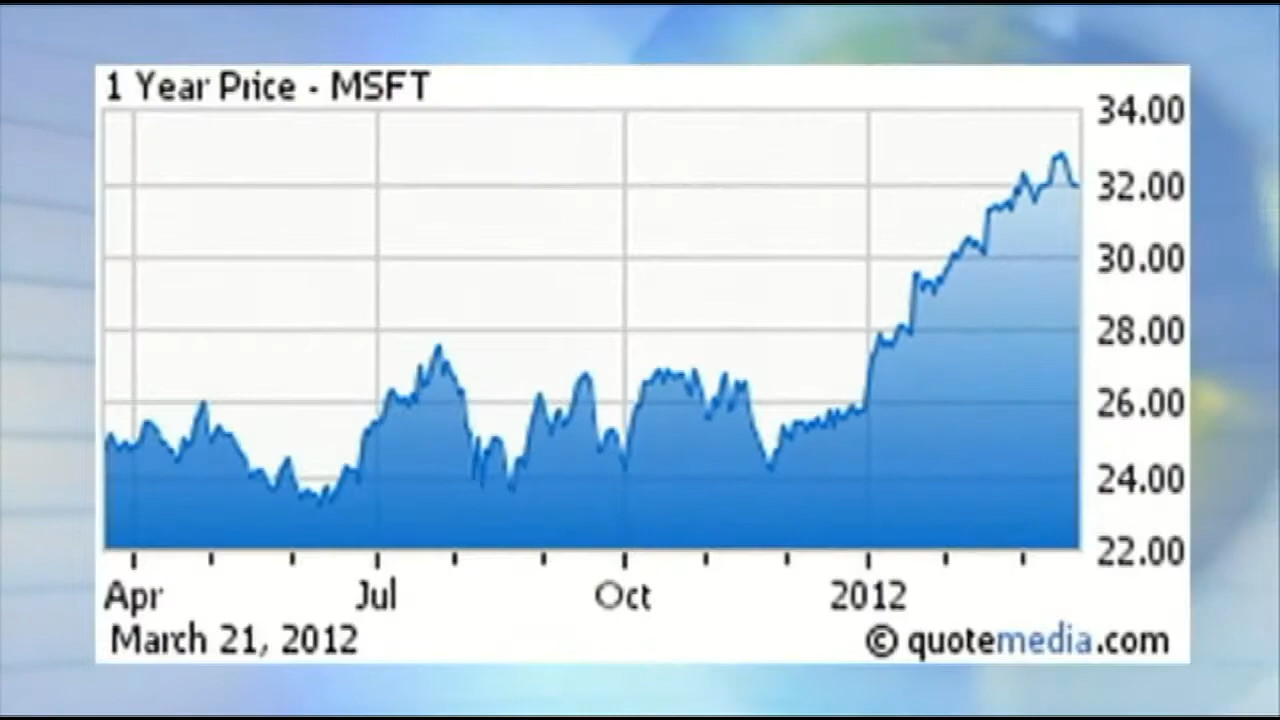 1 Year Price - MSFT
34.00
32.00
30.00
28.00
26.00
24.00
22.00
Apr Jul Oct 2012
March 21, 2012 © quotemedia.com